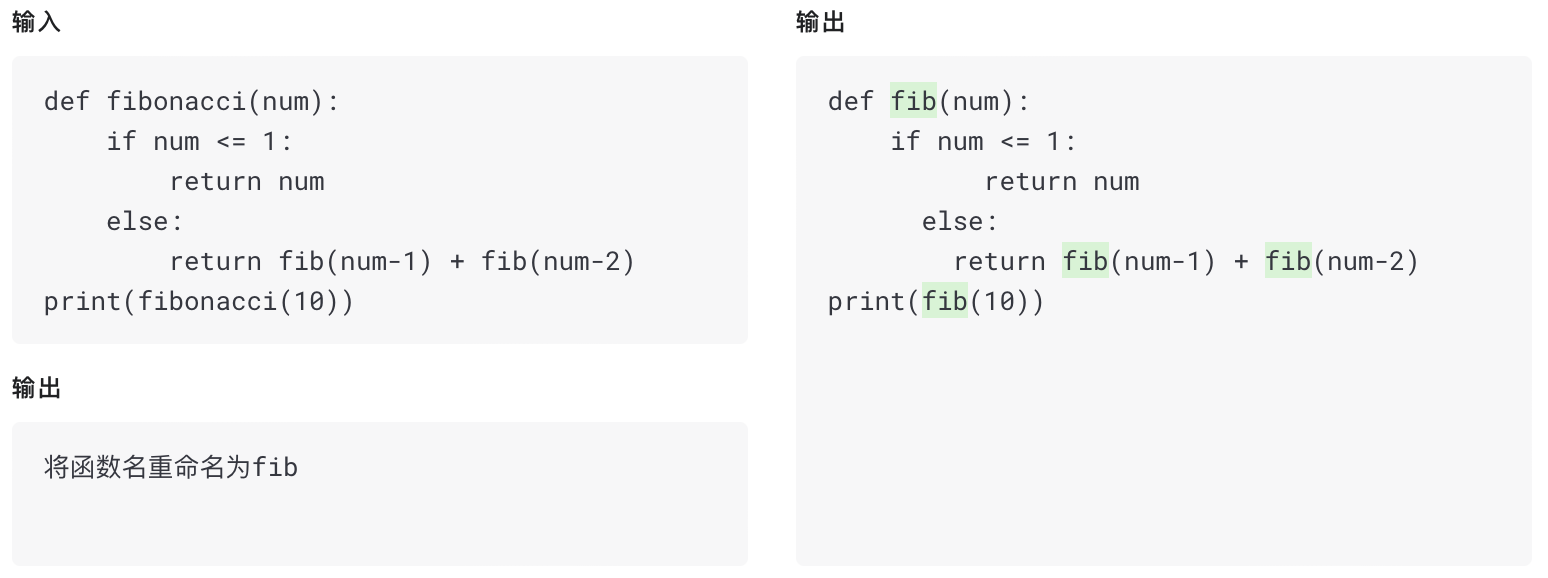 输入
def fibonacci(num):
    if num <= 1:
        return num
    else:
        return fib(num-1) + fib(num-2)
print(fibonacci(10))
输出
将函数名重命名为fib
输出
def fib(num):
    if num <= 1:
          return num
      else:
        return fib(num-1) + fib(num-2)
print(fib(10))